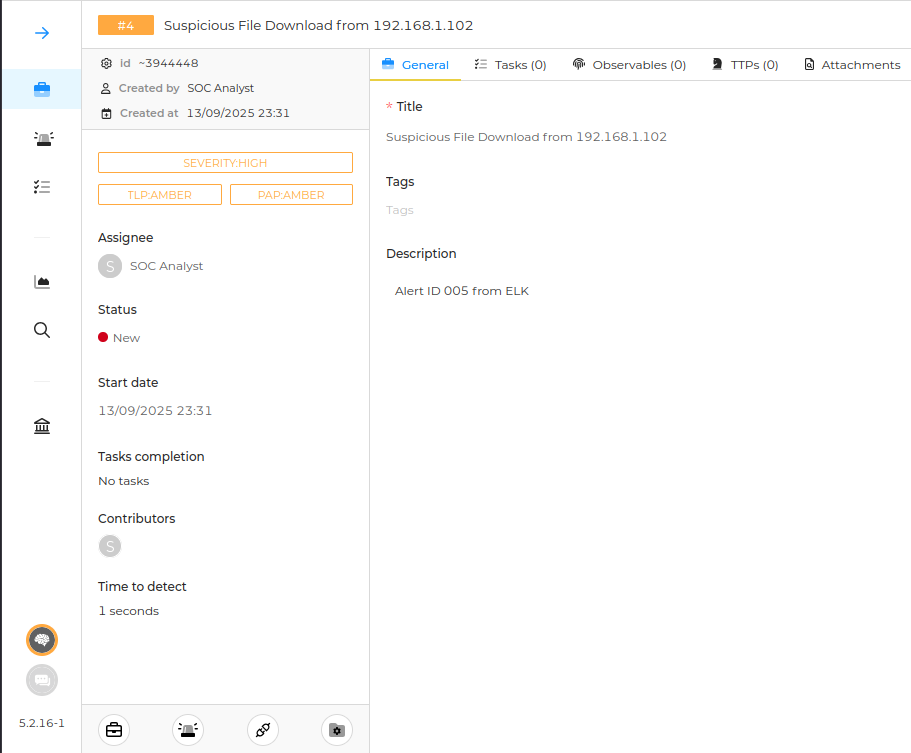 #4 Suspicious File Download from 192.168.1.102
id ~3944448
Created by SOC Analyst
Created at 13/09/2025 23:31
SEVERITY:HIGH
TLP:AMBER PAP:AMBER
Assignee
S SOC Analyst
Status
New
Start date
13/09/2025 23:31
Tasks completion
No tasks
Contributors
S
Time to detect
1 seconds
General Tasks (0) Observables (0) TTPs (0) Attachments
* Title
Suspicious File Download from 192.168.1.102
Tags
Tags
Description
Alert ID 005 from ELK
5.2.16-1